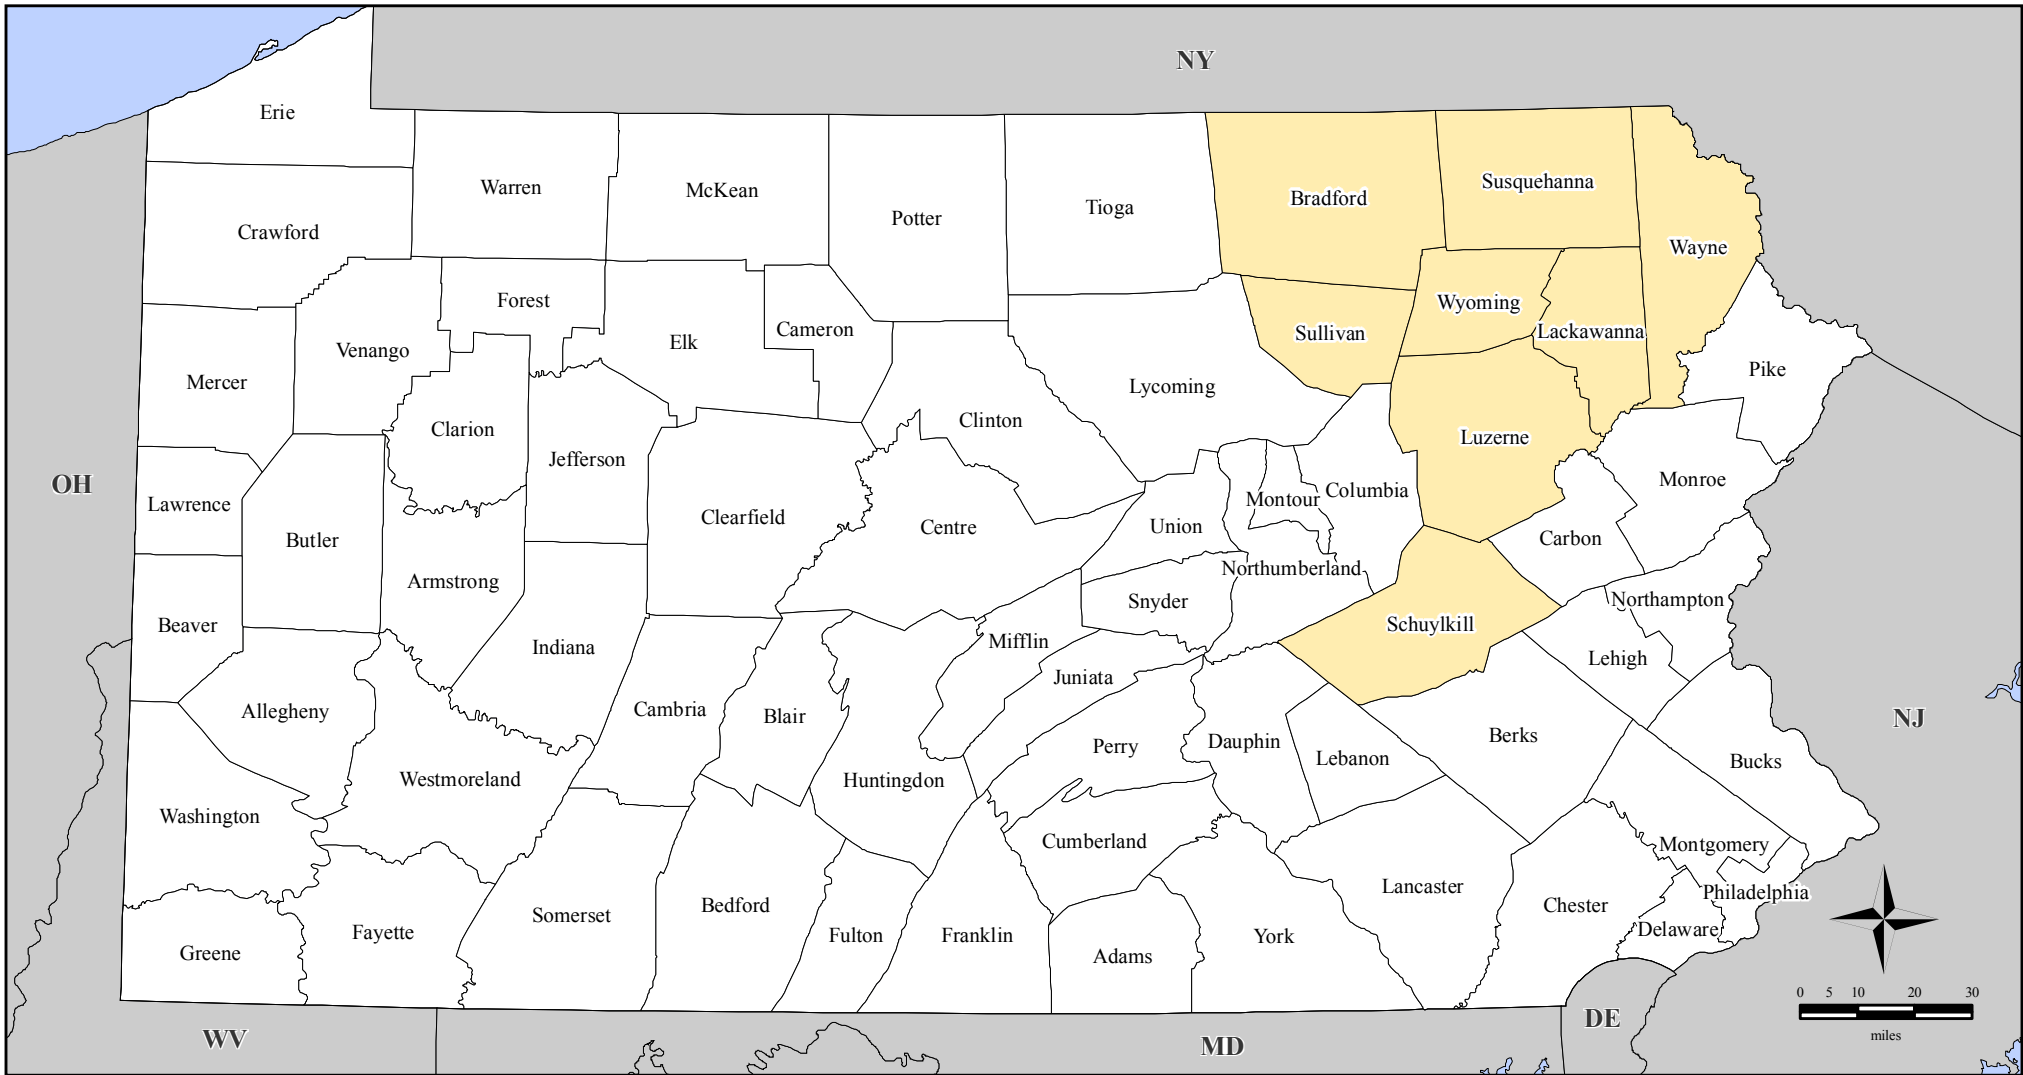 NY
Erie
Warren
McKean
Potter
Tioga
Bradford
Susquehanna
Wayne
Crawford
Forest
Elk
Cameron
Sullivan
Wyoming
Lackawanna
Pike
Mercer
Venango
Clarion
Jefferson
Clinton
Lycoming
Luzerne
Monroe
OH
Lawrence
Butler
Armstrong
Clearfield
Centre
Union
Montour
Columbia
Carbon
Northumberland
Beaver
Indiana
Mifflin
Snyder
Schuylkill
Northampton
Lehigh
Allegheny
Cambria
Blair
Juniata
Perry
Dauphin
Lebanon
Berks
Bucks
NJ
Washington
Westmoreland
Huntingdon
Cumberland
Montgomery
Lancaster
Philadelphia
Greene
Fayette
Somerset
Bedford
Fulton
Franklin
Adams
York
Chester
Delaware
0 5 10 20 30
miles
WV
MD
DE